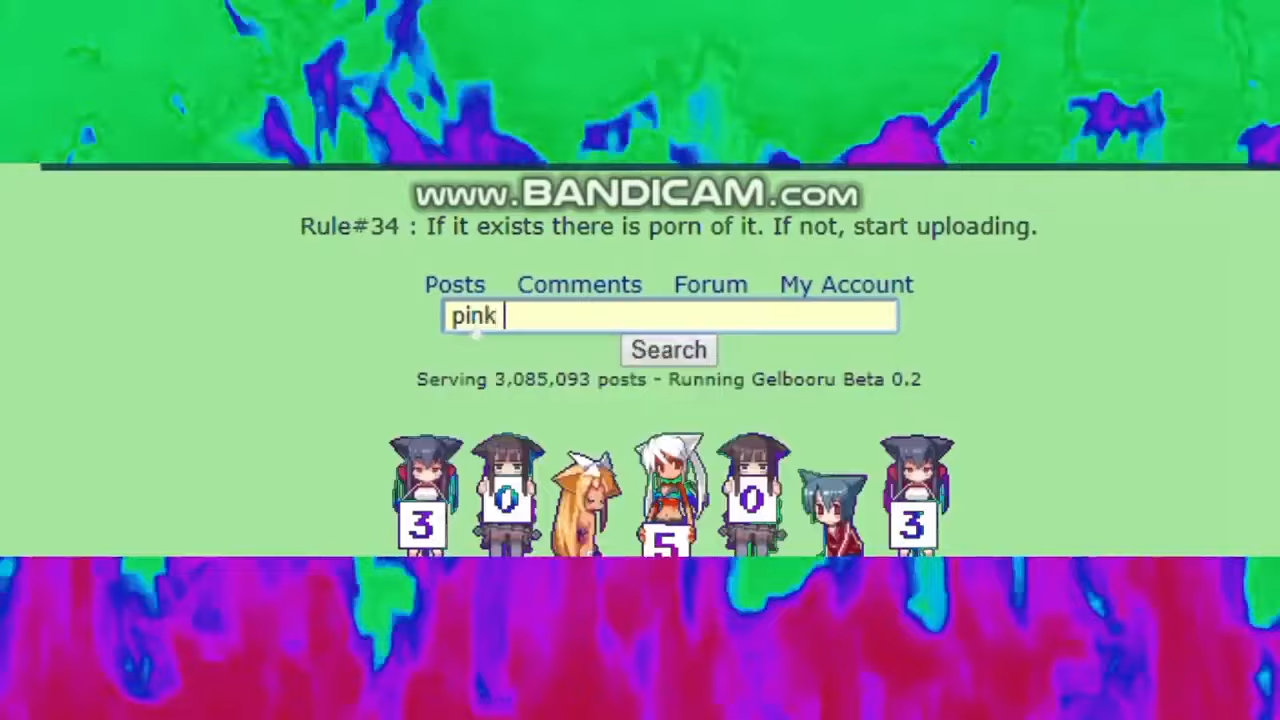 www.BANDICAM.com
Rule#34 : If it exists there is porn of it. If not, start uploading.
Posts Comments Forum My Account
pink
Search
Serving 3,085,093 posts - Running Gelbooru Beta 0.2
3 0 5 0 3